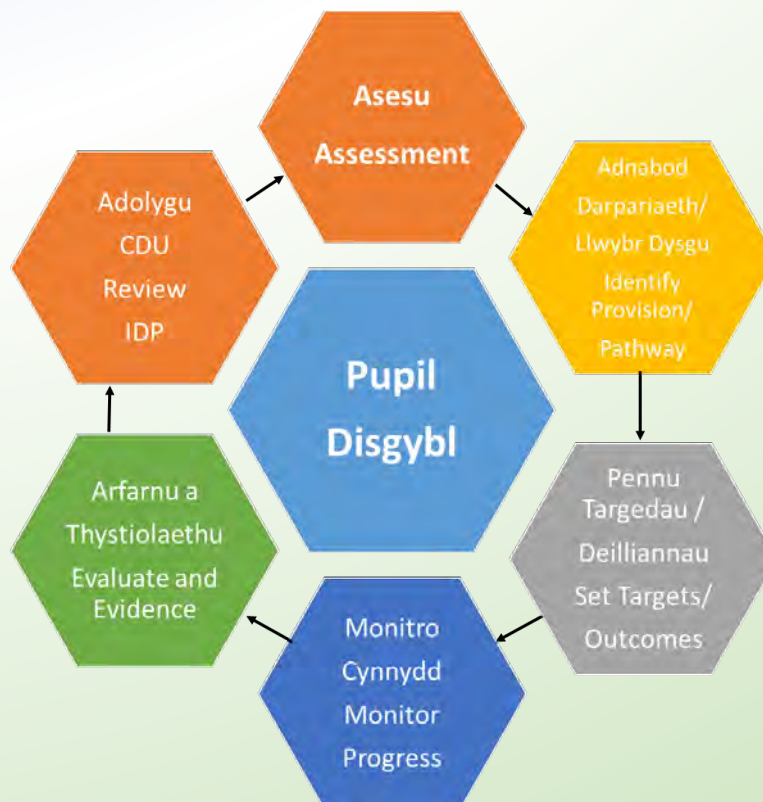 Asesu
Assessment
Adnabod
Darpariaeth/
Llwybr Dysgu
Identify
Provision/
Pathway
Pennu
Targedau /
Deilliannau
Set Targets/
Outcomes
Monitro
Cynnydd
Monitor
Progress
Arfarnu a
Thystiolaethu
Evaluate and
Evidence
Adolygu
CDU
Review
IDP
Pupil
Disgybl